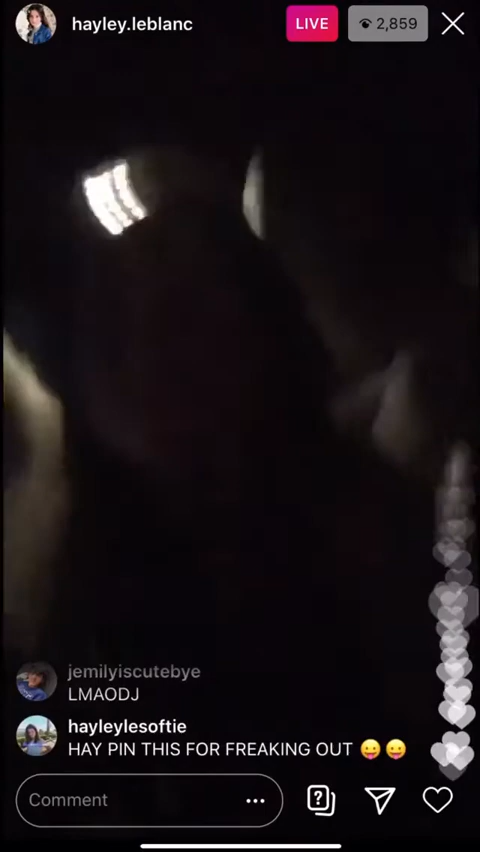 hayley.leblanc
LIVE
2,859
jemilyiscutebye
LMAODJ
hayleylesoftie
HAY PIN THIS FOR FREAKING OUT 😛😛
Comment